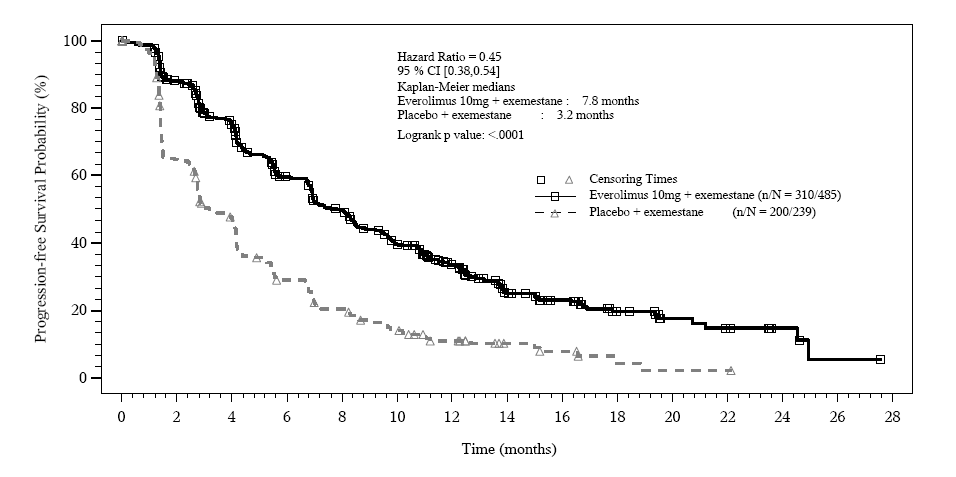 Hazard Ratio = 0.45
95 % CI [0.38,0.54]
Kaplan-Meier medians
Everolimus 10mg + exemestane : 7.8 months
Placebo + exemestane : 3.2 months
Logrank p value: <.0001
Censoring Times
Everolimus 10mg + exemestane (n/N = 310/485)
Placebo + exemestane (n/N = 200/239)
Progression-free Survival Probability (%)
100
80
60
40
20
0
0 2 4 6 8 10 12 14 16 18 20 22 24 26 28
Time (months)